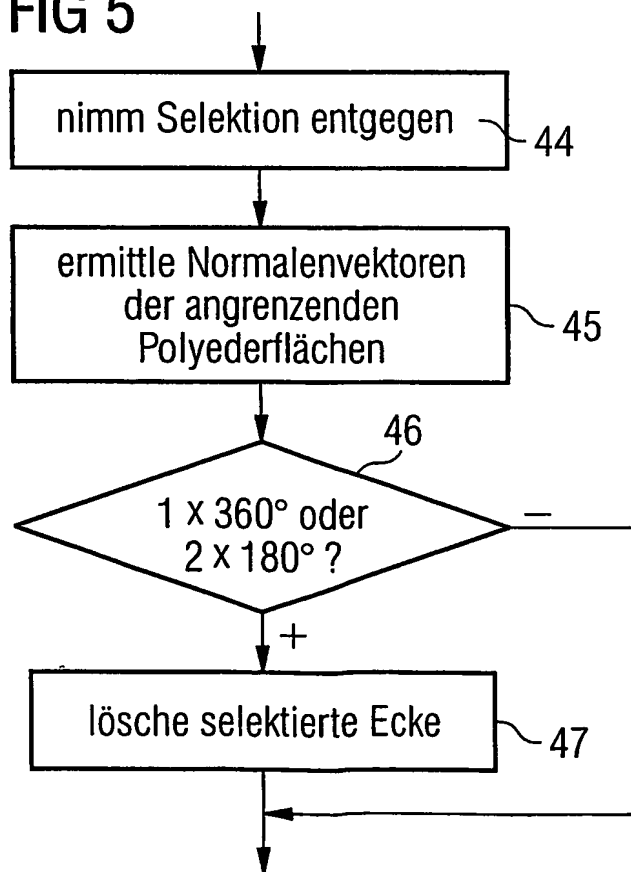 FIG 5
nimm Selektion entgegen
44
ermittle Normalenvektoren
der angrenzenden
Polyederflächen
45
46
1 x 360° oder
2 x 180° ?
–
+
lösche selektierte Ecke
47